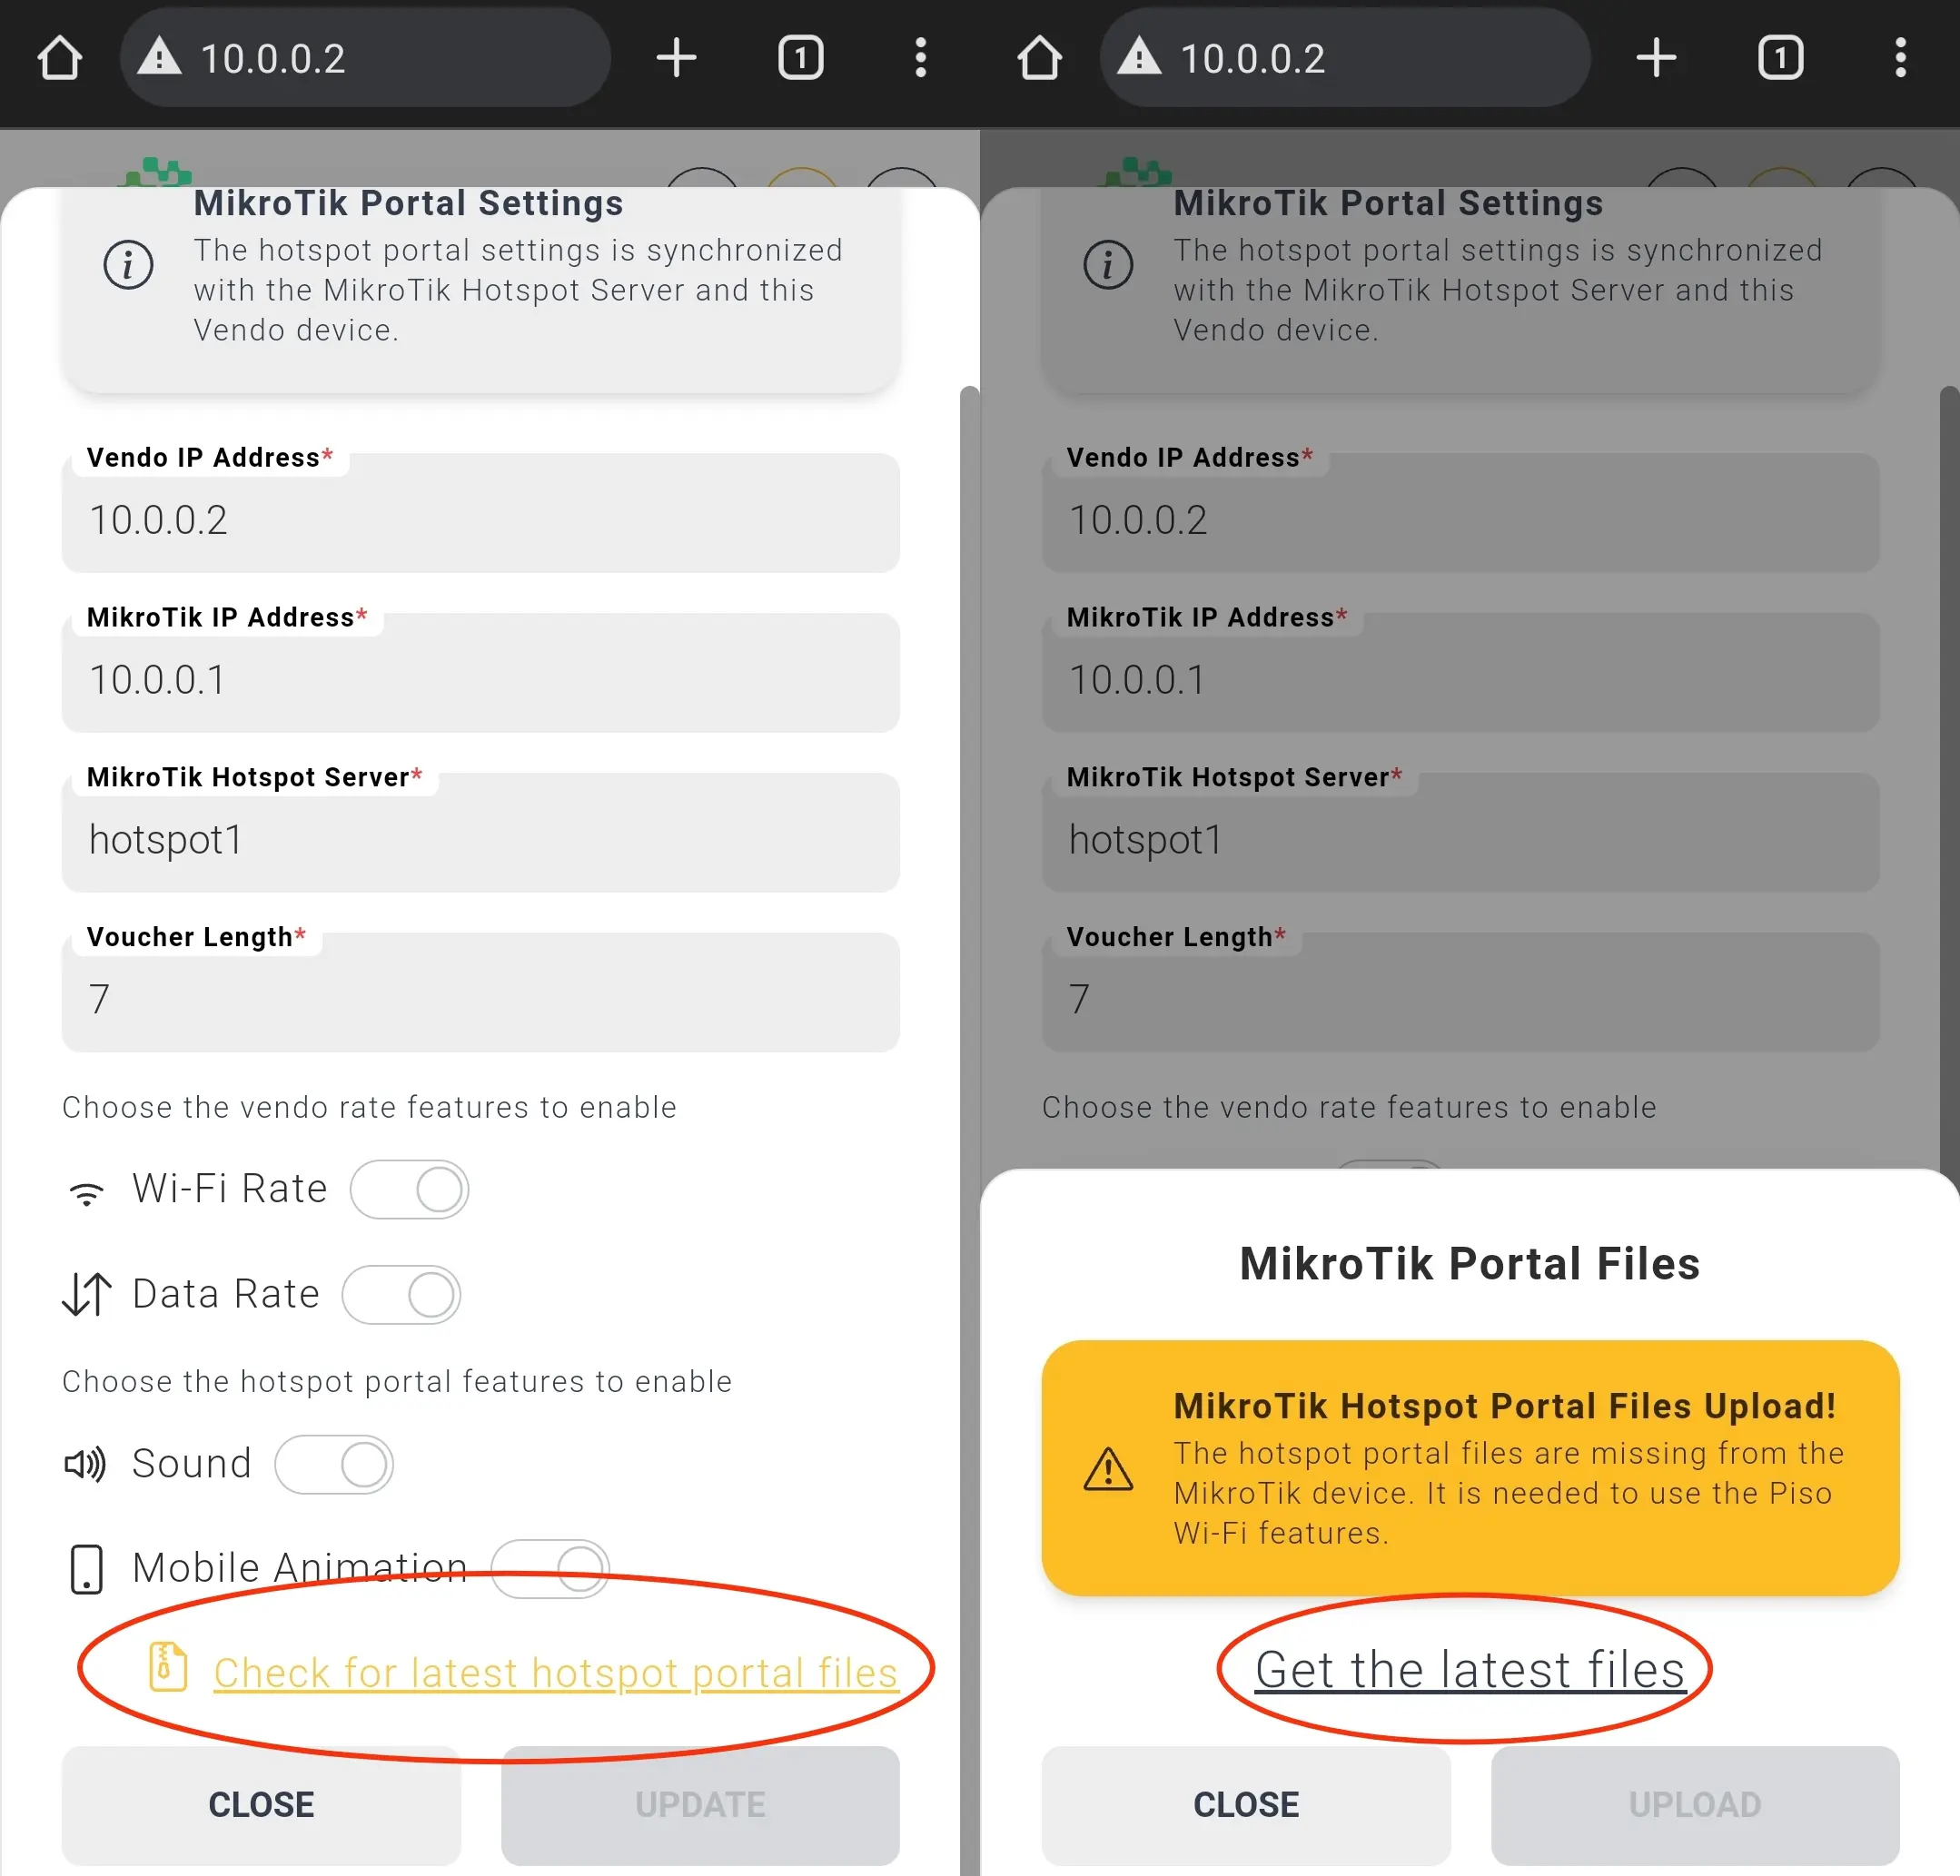 10.0.0.2
1
MikroTik Portal Settings
The hotspot portal settings is synchronized
with the MikroTik Hotspot Server and this
Vendo device.
Vendo IP Address*
10.0.0.2
MikroTik IP Address*
10.0.0.1
MikroTik Hotspot Server*
hotspot1
Voucher Length*
7
Choose the vendo rate features to enable
Wi-Fi Rate
Data Rate
Choose the hotspot portal features to enable
Sound
Mobile Animation
Check for latest hotspot portal files
CLOSE
UPDATE
10.0.0.2
1
MikroTik Portal Settings
The hotspot portal settings is synchronized
with the MikroTik Hotspot Server and this
Vendo device.
Vendo IP Address*
10.0.0.2
MikroTik IP Address*
10.0.0.1
MikroTik Hotspot Server*
hotspot1
Voucher Length*
7
Choose the vendo rate features to enable
MikroTik Portal Files
MikroTik Hotspot Portal Files Upload!
The hotspot portal files are missing from the
MikroTik device. It is needed to use the Piso
Wi-Fi features.
Get the latest files
CLOSE
UPLOAD